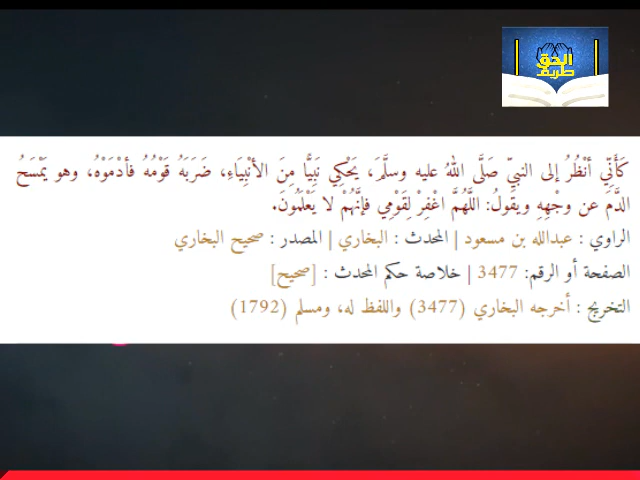 الحق
طريق
كَأَنِّي أنْظُرُ إلى النبيِّ صَلَّى اللهُ عليه وسلَّمَ، يَحْكِي نَبِيًّا مِنَ الأنْبِيَاءِ، ضَرَبَهُ قَوْمُهُ فأدْمَوْهُ، وهو يَمْسَحُ
الدَّمَ عن وجْهِهِ ويقولُ: اللَّهُمَّ اغْفِرْ لِقَوْمِي فإنَّهُمْ لا يَعْلَمُونَ.
الراوي : عبدالله بن مسعود | المحدث : البخاري | المصدر : صحيح البخاري
الصفحة أو الرقم: 3477 | خلاصة حكم المحدث : [صحيح]
التخريج : أخرجه البخاري (3477) واللفظ له، ومسلم (1792)